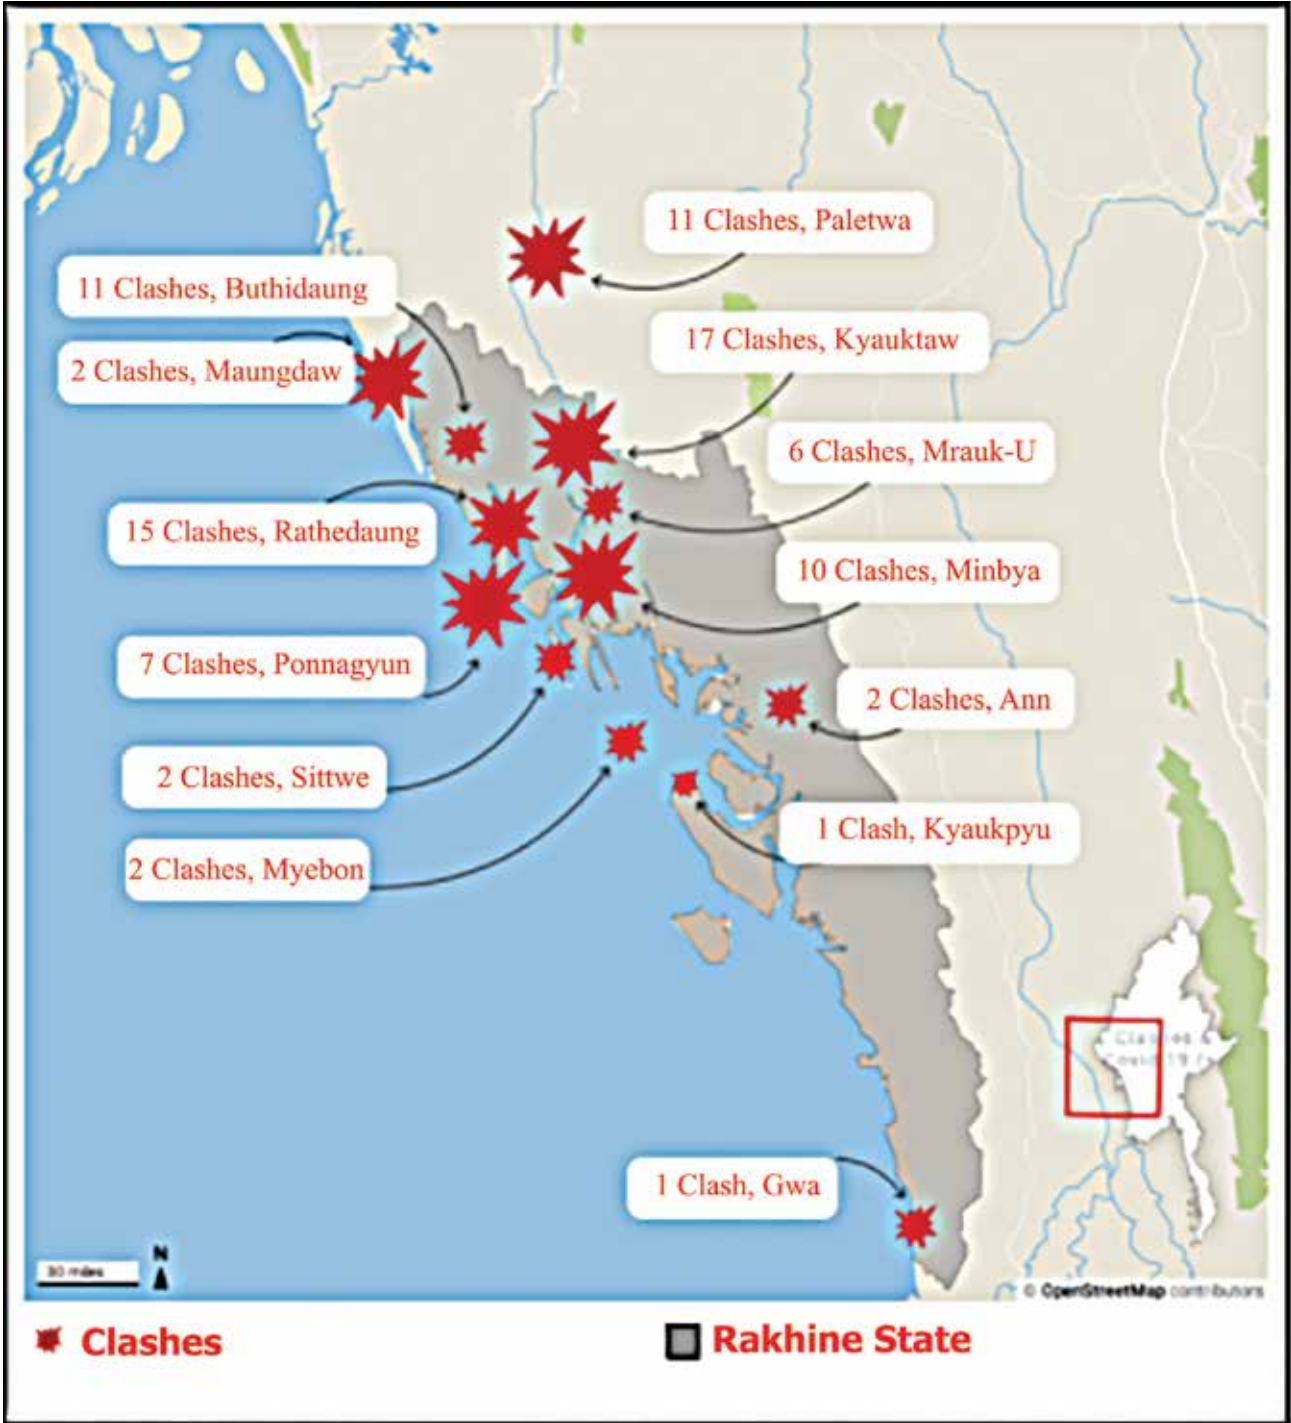 11 Clashes, Paletwa
11 Clashes, Buthidaung
17 Clashes, Kyauktaw
2 Clashes, Maungdaw
6 Clashes, Mrauk-U
15 Clashes, Rathedaung
10 Clashes, Minbya
7 Clashes, Ponnagyun
2 Clashes, Ann
2 Clashes, Sittwe
1 Clash, Kyaukpyu
2 Clashes, Myebon
1 Clash, Gwa
N
30 miles
© OpenStreetMap contributors
Clashes
Rakhine State